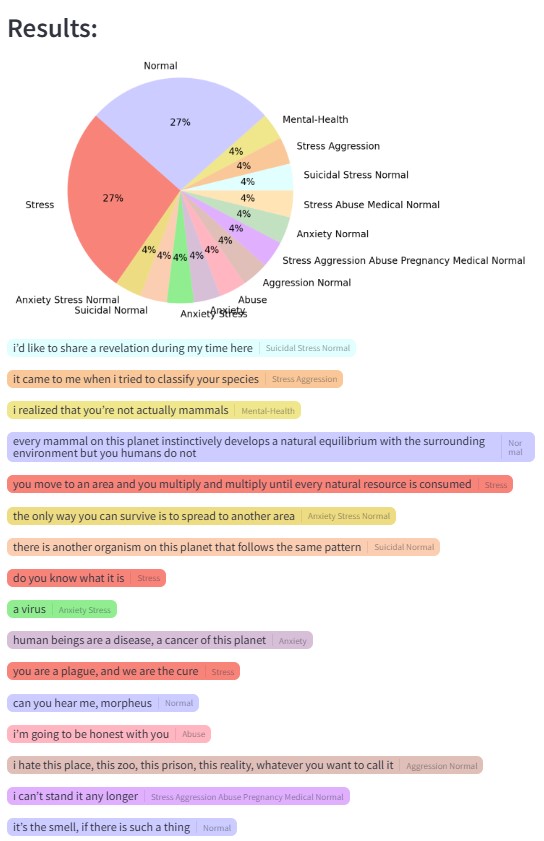 Results:
Normal
27%
Mental-Health
4%
Stress Aggression
4%
Suicidal Stress Normal
4%
Stress Abuse Medical Normal
4%
Anxiety Normal
4%
Stress Aggression Abuse Pregnancy Medical Normal
4%
Aggression Normal
4%
Abuse
4%
Anxiety
4%
Anxiety Stress
4%
Suicidal Normal
4%
Anxiety Stress Normal
4%
Stress
27%
i'd like to share a revelation during my time here Suicidal Stress Normal
it came to me when i tried to classify your species Stress Aggression
i realized that you're not actually mammals Mental-Health
every mammal on this planet instinctively develops a natural equilibrium with the surrounding Nor
environment but you humans do not mal
you move to an area and you multiply and multiply until every natural resource is consumed Stress
the only way you can survive is to spread to another area Anxiety Stress Normal
there is another organism on this planet that follows the same pattern Suicidal Normal
do you know what it is Stress
a virus Anxiety Stress
human beings are a disease, a cancer of this planet Anxiety
you are a plague, and we are the cure Stress
can you hear me, morpheus Normal
i'm going to be honest with you Abuse
i hate this place, this zoo, this prison, this reality, whatever you want to call it Aggression Normal
i can't stand it any longer Stress Aggression Abuse Pregnancy Medical Normal
it's the smell, if there is such a thing Normal